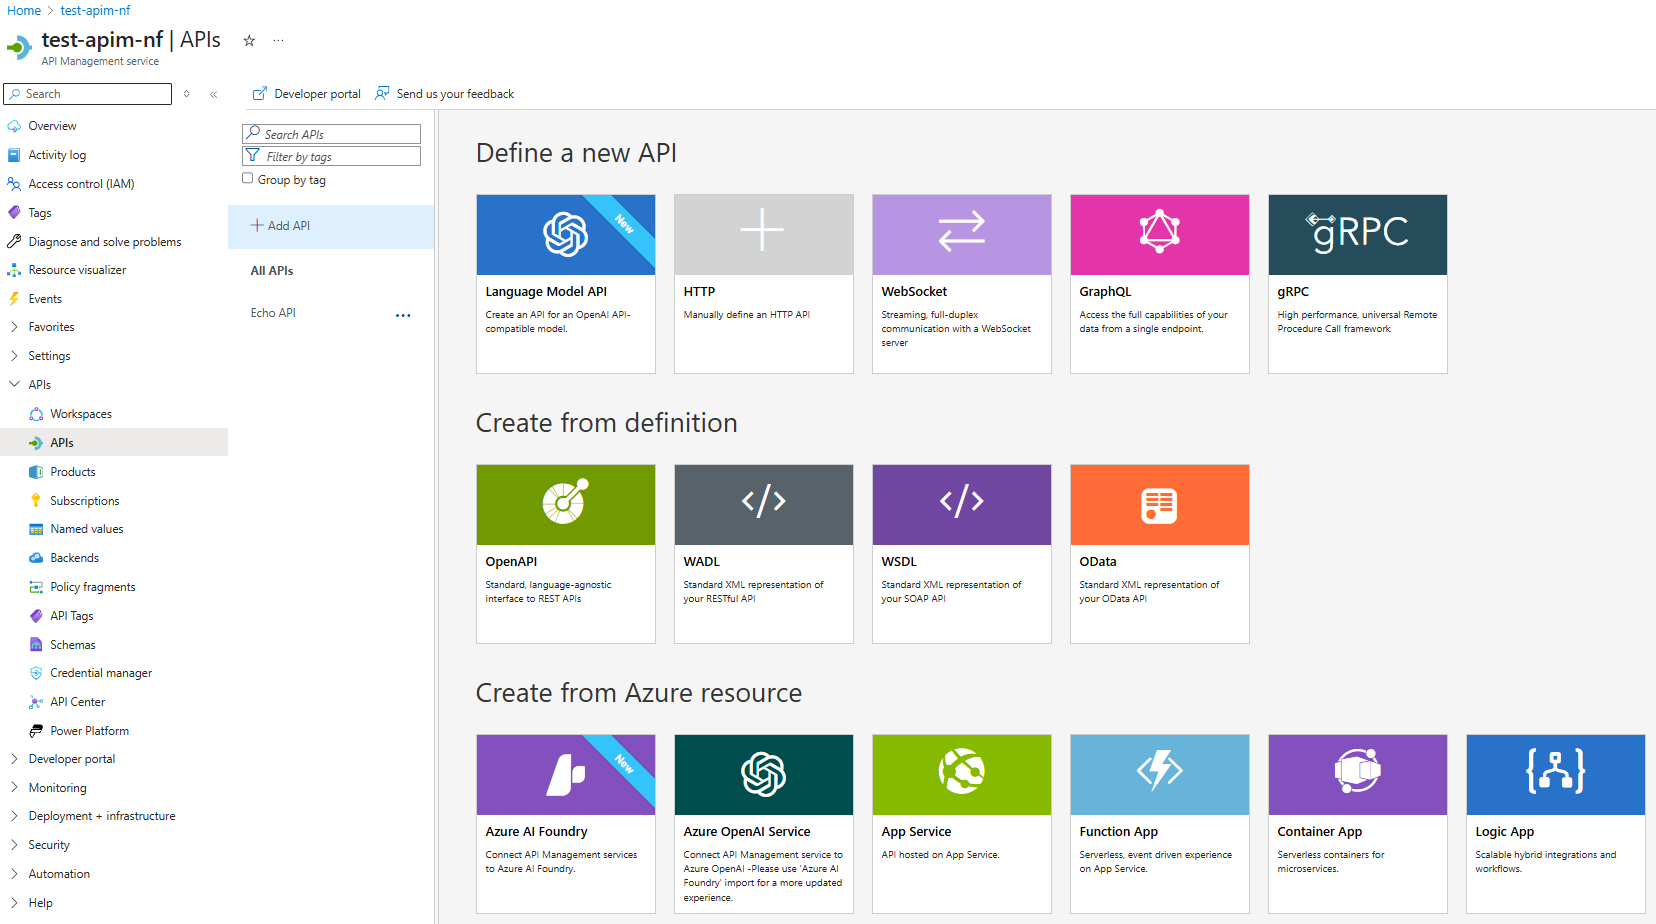 Home > test-apim-nf
test-apim-nf | APIs
API Management service
Search
Overview
Activity log
Access control (IAM)
Tags
Diagnose and solve problems
Resource visualizer
Events
Favorites
Settings
APIs
Workspaces
APIs
Products
Subscriptions
Named values
Backends
Policy fragments
API Tags
Schemas
Credential manager
API Center
Power Platform
Developer portal
Monitoring
Deployment + infrastructure
Security
Automation
Help
Developer portal
Send us your feedback
Search APIs
Filter by tags
Group by tag
+ Add API
All APIs
Echo API
Define a new API
New
Language Model API
Create an API for an OpenAI API-
compatible model.
HTTP
Manually define an HTTP API
WebSocket
Streaming, full-duplex
communication with a WebSocket
server
GraphQL
Access the full capabilities of your
data from a single endpoint.
gRPC
gRPC
High performance, universal Remote
Procedure Call framework
Create from definition
OpenAPI
Standard, language-agnostic
interface to REST APIs
WADL
Standard XML representation of
your RESTful API
WSDL
Standard XML representation of
your SOAP API
OData
Standard XML representation of
your OData API
Create from Azure resource
New
Azure AI Foundry
Connect API Management services
to Azure AI Foundry.
Azure OpenAI Service
Connect API Management service to
Azure OpenAI -Please use 'Azure AI
Foundry' import for a more updated
experience.
App Service
API hosted on App Service.
Function App
Serverless, event driven experience
on App Service.
Container App
Serverless containers for
microservices.
Logic App
Scalable hybrid integrations and
workflows.